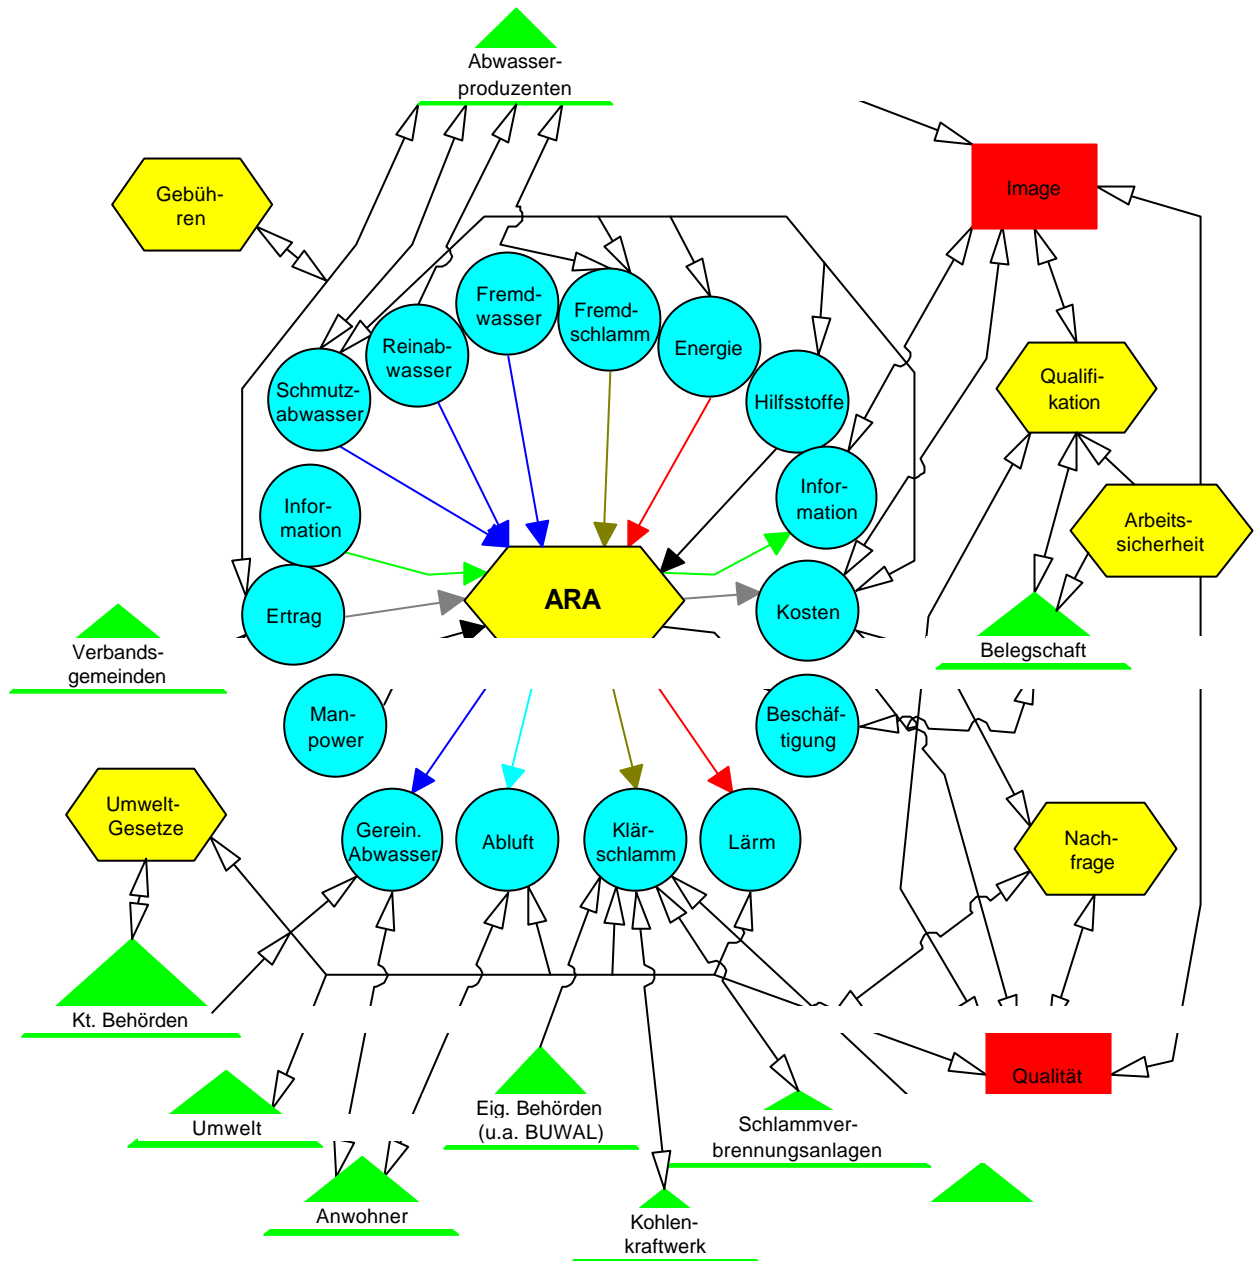 Abwasser-
produzenten
Gebüh-
ren
Image
Fremd-
wasser
Fremd-
schlamm
Reinab-
wasser
Energie
Schmutz-
abwasser
Hilfsstoffe
Qualifi-
kation
Infor-
mation
Infor-
mation
Arbeits-
sicherheit
ARA
Ertrag
Kosten
Verbands-
gemeinden
Belegschaft
Man-
power
Beschäf-
tigung
Umwelt-
Gesetze
Gerein.
Abwasser
Abluft
Klär-
schlamm
Lärm
Nach-
frage
Kt. Behörden
Qualität
Umwelt
Eig. Behörden
(u.a. BUWAL)
Schlammver-
brennungsanlagen
Anwohner
Kohlen-
kraftwerk